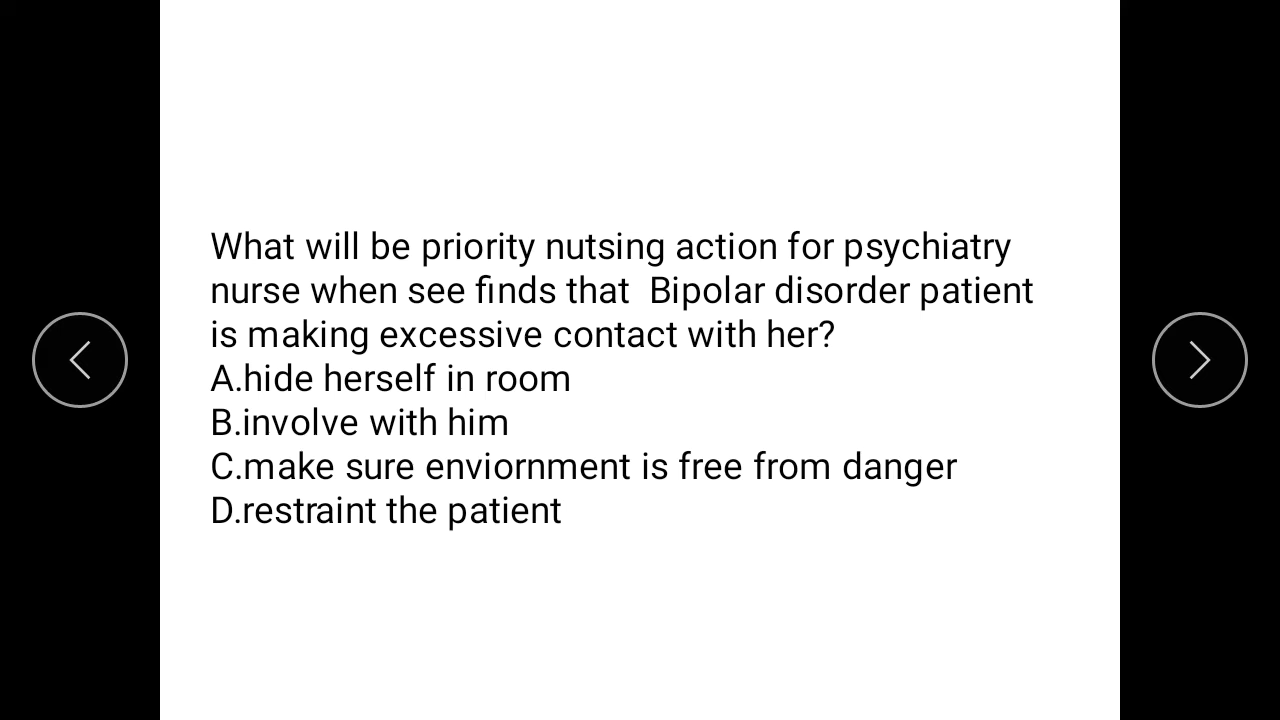 What will be priority nutsing action for psychiatry
nurse when see finds that  Bipolar disorder patient
is making excessive contact with her?
A.hide herself in room
B.involve with him
C.make sure enviornment is free from danger
D.restraint the patient